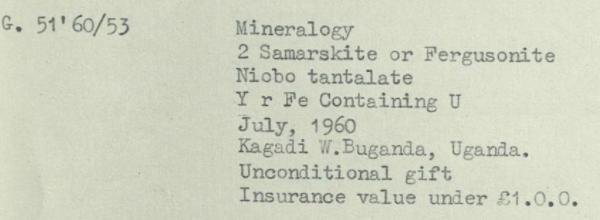 G. 51'60/53 Mineralogy
2 Samarskite or Fergusonite
Niobo tantalate
Y r Fe Containing U
July, 1960
Kagadi W.Buganda, Uganda.
Unconditional gift
Insurance value under £1.0.0.